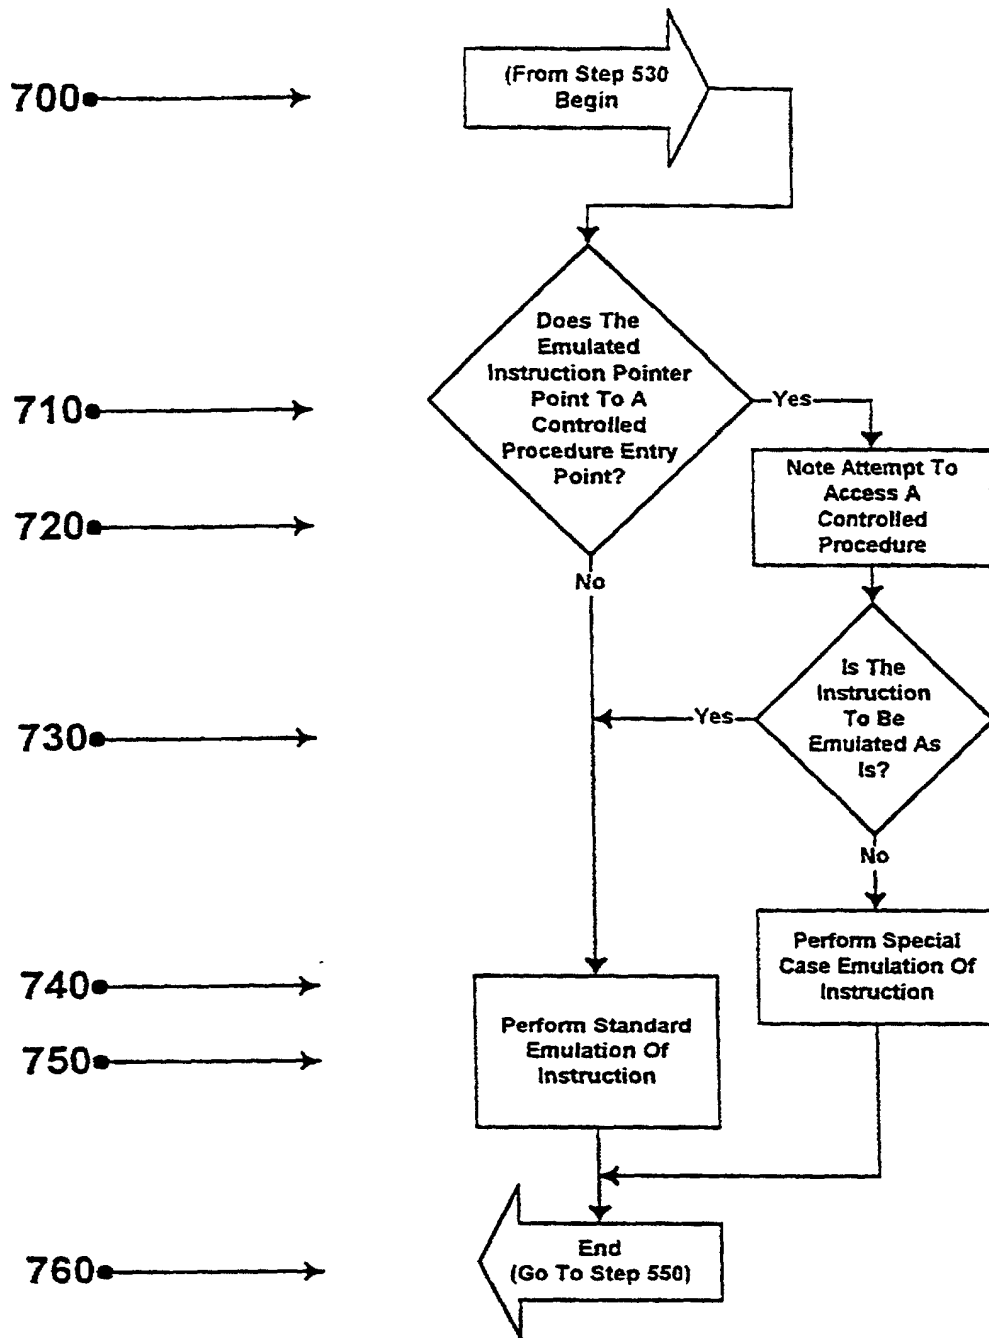 700
(From Step 530
Begin
710
Does The
Emulated
Instruction Pointer
Point To A
Controlled
Procedure Entry
Point?
Yes
720
Note Attempt To
Access A
Controlled
Procedure
No
730
Is The
Instruction
To Be
Emulated As
Is?
Yes
No
740
Perform Special
Case Emulation Of
Instruction
750
Perform Standard
Emulation Of
Instruction
760
End
(Go To Step 550)